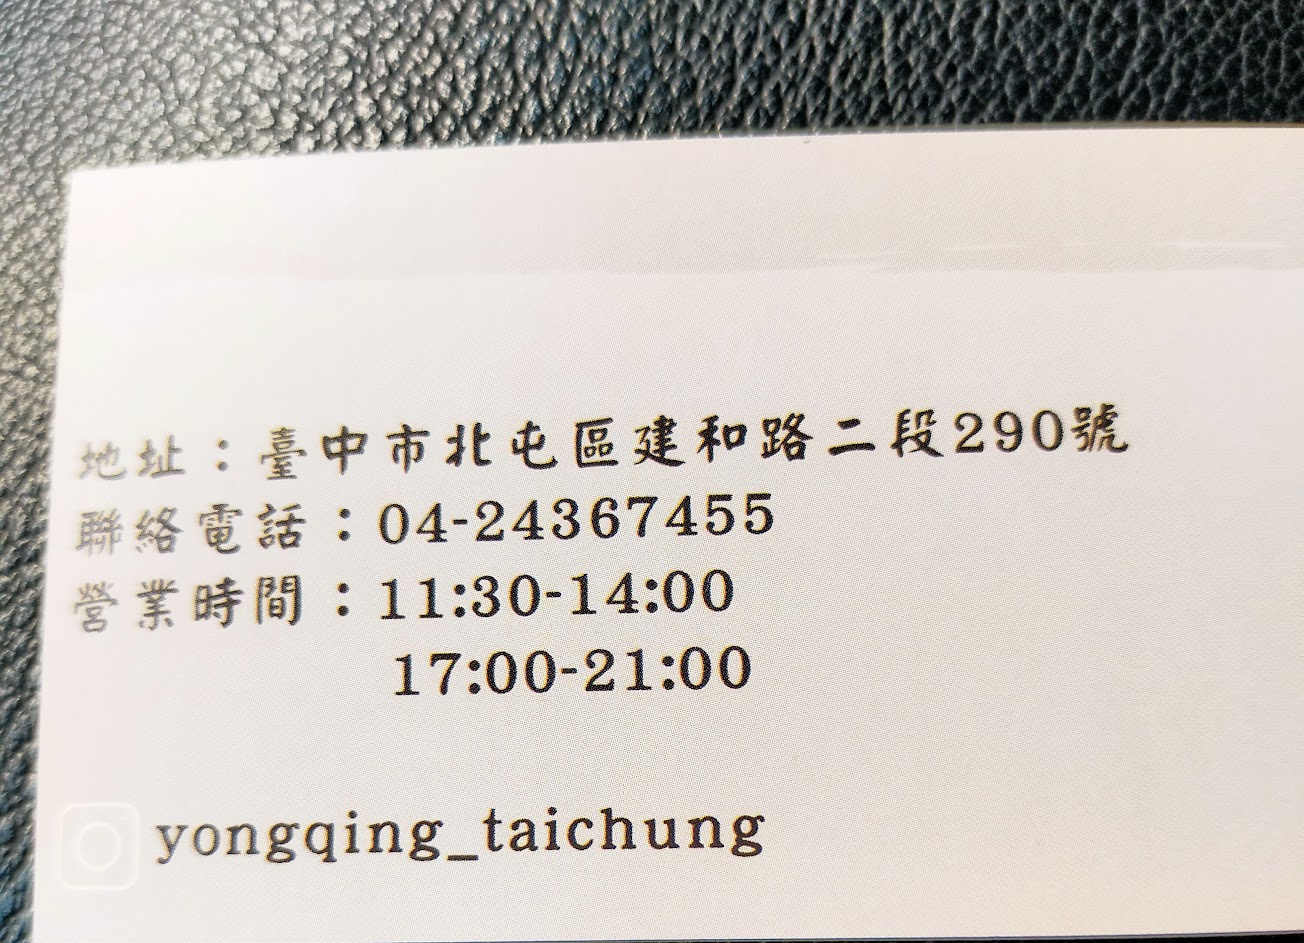 地址：臺中市北屯區建和路二段290號
聯絡電話：04-24367455
營業時間：11:30-14:00
17:00-21:00
yongqing_taichung